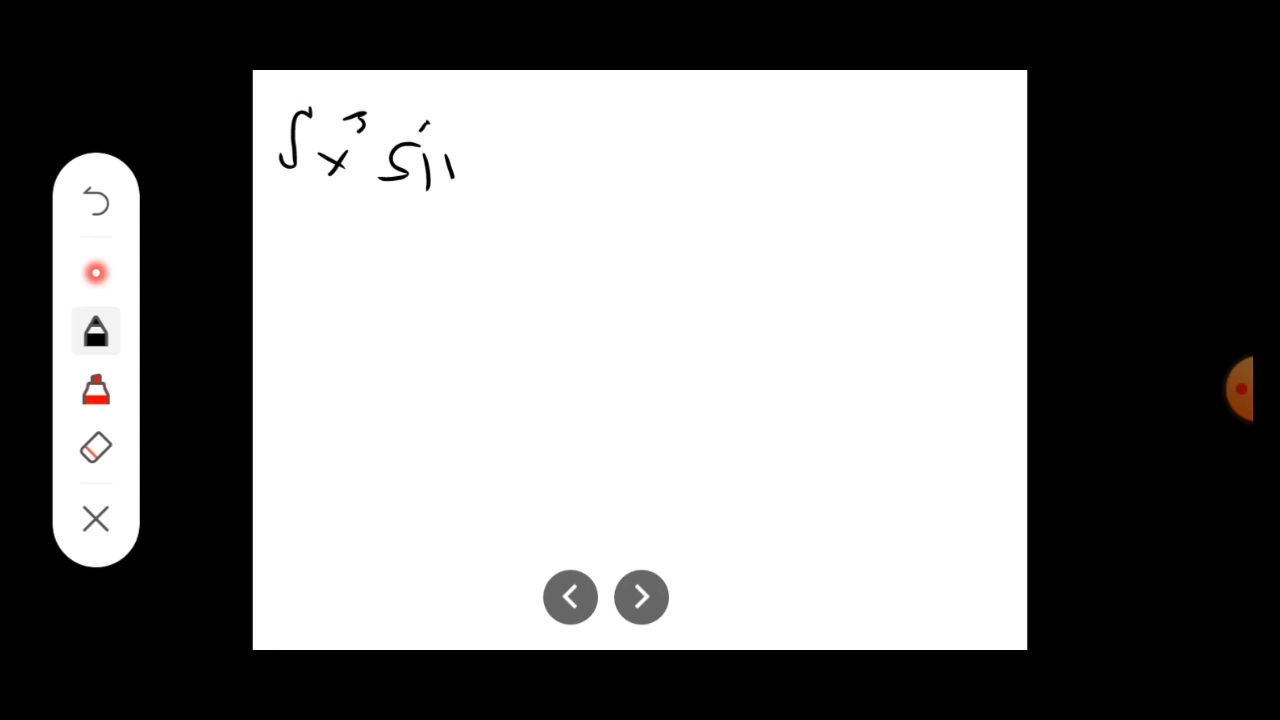 ∫x³ sin